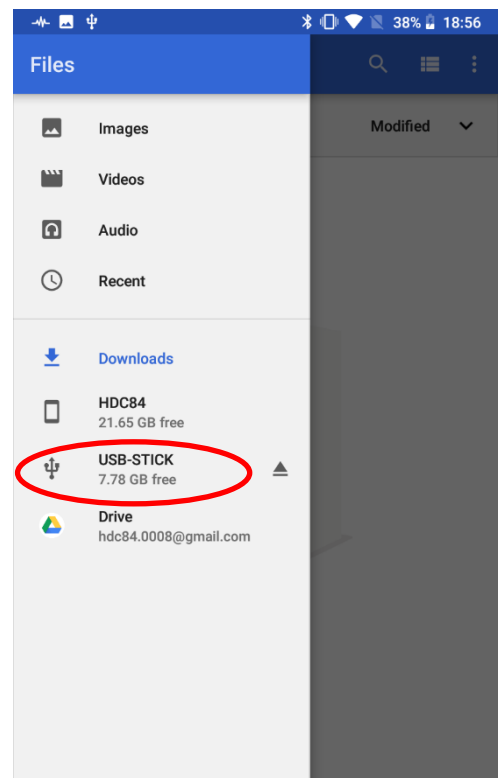 38% 18:56
Files
Images
Modified
Videos
Audio
Recent
Downloads
HDC84
21.65 GB free
USB-STICK
7.78 GB free
Drive
hdc84.0008@gmail.com